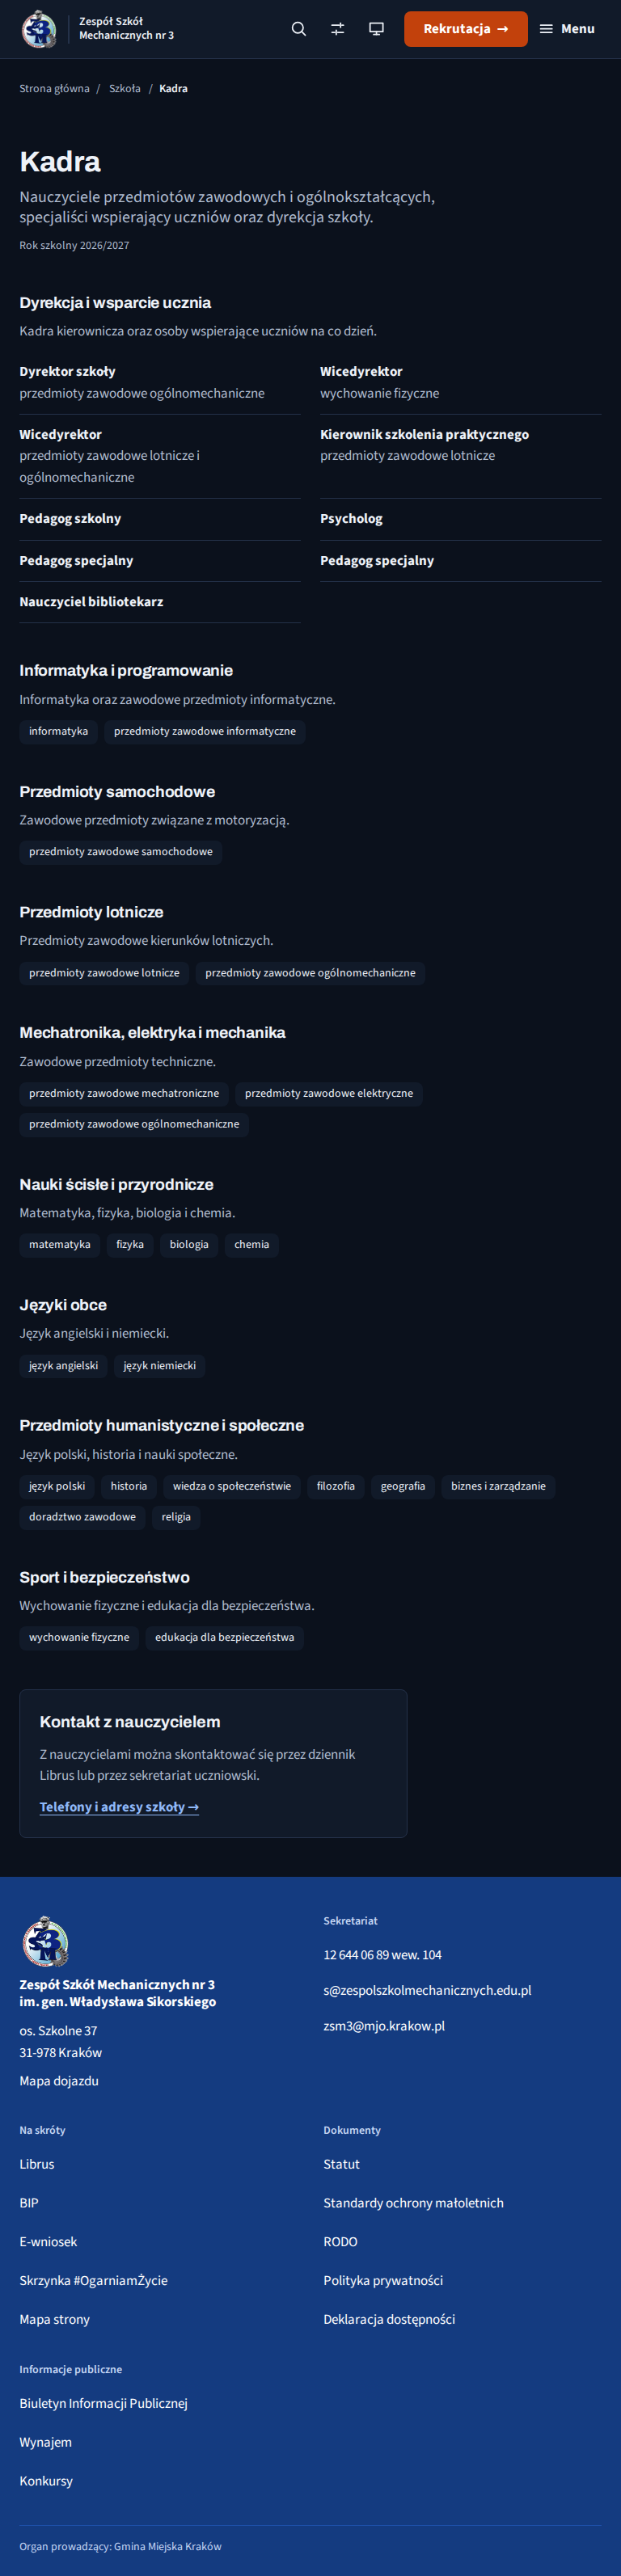 Zespół Szkół
Mechanicznych nr 3
Rekrutacja →
Menu
Strona główna / Szkoła / Kadra
Kadra
Nauczyciele przedmiotów zawodowych i ogólnokształcących,
specjaliści wspierający uczniów oraz dyrekcja szkoły.
Rok szkolny 2026/2027
Dyrekcja i wsparcie ucznia
Kadra kierownicza oraz osoby wspierające uczniów na co dzień.
Dyrektor szkoły
przedmioty zawodowe ogólnomechaniczne
Wicedyrektor
wychowanie fizyczne
Wicedyrektor
przedmioty zawodowe lotnicze i
ogólnomechaniczne
Kierownik szkolenia praktycznego
przedmioty zawodowe lotnicze
Pedagog szkolny
Psycholog
Pedagog specjalny
Pedagog specjalny
Nauczyciel bibliotekarz
Informatyka i programowanie
Informatyka oraz zawodowe przedmioty informatyczne.
informatyka przedmioty zawodowe informatyczne
Przedmioty samochodowe
Zawodowe przedmioty związane z motoryzacją.
przedmioty zawodowe samochodowe
Przedmioty lotnicze
Przedmioty zawodowe kierunków lotniczych.
przedmioty zawodowe lotnicze przedmioty zawodowe ogólnomechaniczne
Mechatronika, elektryka i mechanika
Zawodowe przedmioty techniczne.
przedmioty zawodowe mechatroniczne przedmioty zawodowe elektryczne
przedmioty zawodowe ogólnomechaniczne
Nauki ścisłe i przyrodnicze
Matematyka, fizyka, biologia i chemia.
matematyka fizyka biologia chemia
Języki obce
Język angielski i niemiecki.
język angielski język niemiecki
Przedmioty humanistyczne i społeczne
Język polski, historia i nauki społeczne.
język polski historia wiedza o społeczeństwie filozofia geografia biznes i zarządzanie
doradztwo zawodowe religia
Sport i bezpieczeństwo
Wychowanie fizyczne i edukacja dla bezpieczeństwa.
wychowanie fizyczne edukacja dla bezpieczeństwa
Kontakt z nauczycielem
Z nauczycielami można skontaktować się przez dziennik
Librus lub przez sekretariat uczniowski.
Telefony i adresy szkoły →
Zespół Szkół Mechanicznych nr 3
im. gen. Władysława Sikorskiego
os. Szkolne 37
31-978 Kraków
Mapa dojazdu
Sekretariat
12 644 06 89 wew. 104
s@zespolszkolmechanicznych.edu.pl
zsm3@mjo.krakow.pl
Na skróty
Librus
BIP
E-wniosek
Skrzynka #OgarniamŻycie
Mapa strony
Dokumenty
Statut
Standardy ochrony małoletnich
RODO
Polityka prywatności
Deklaracja dostępności
Informacje publiczne
Biuletyn Informacji Publicznej
Wynajem
Konkursy
Organ prowadzący: Gmina Miejska Kraków